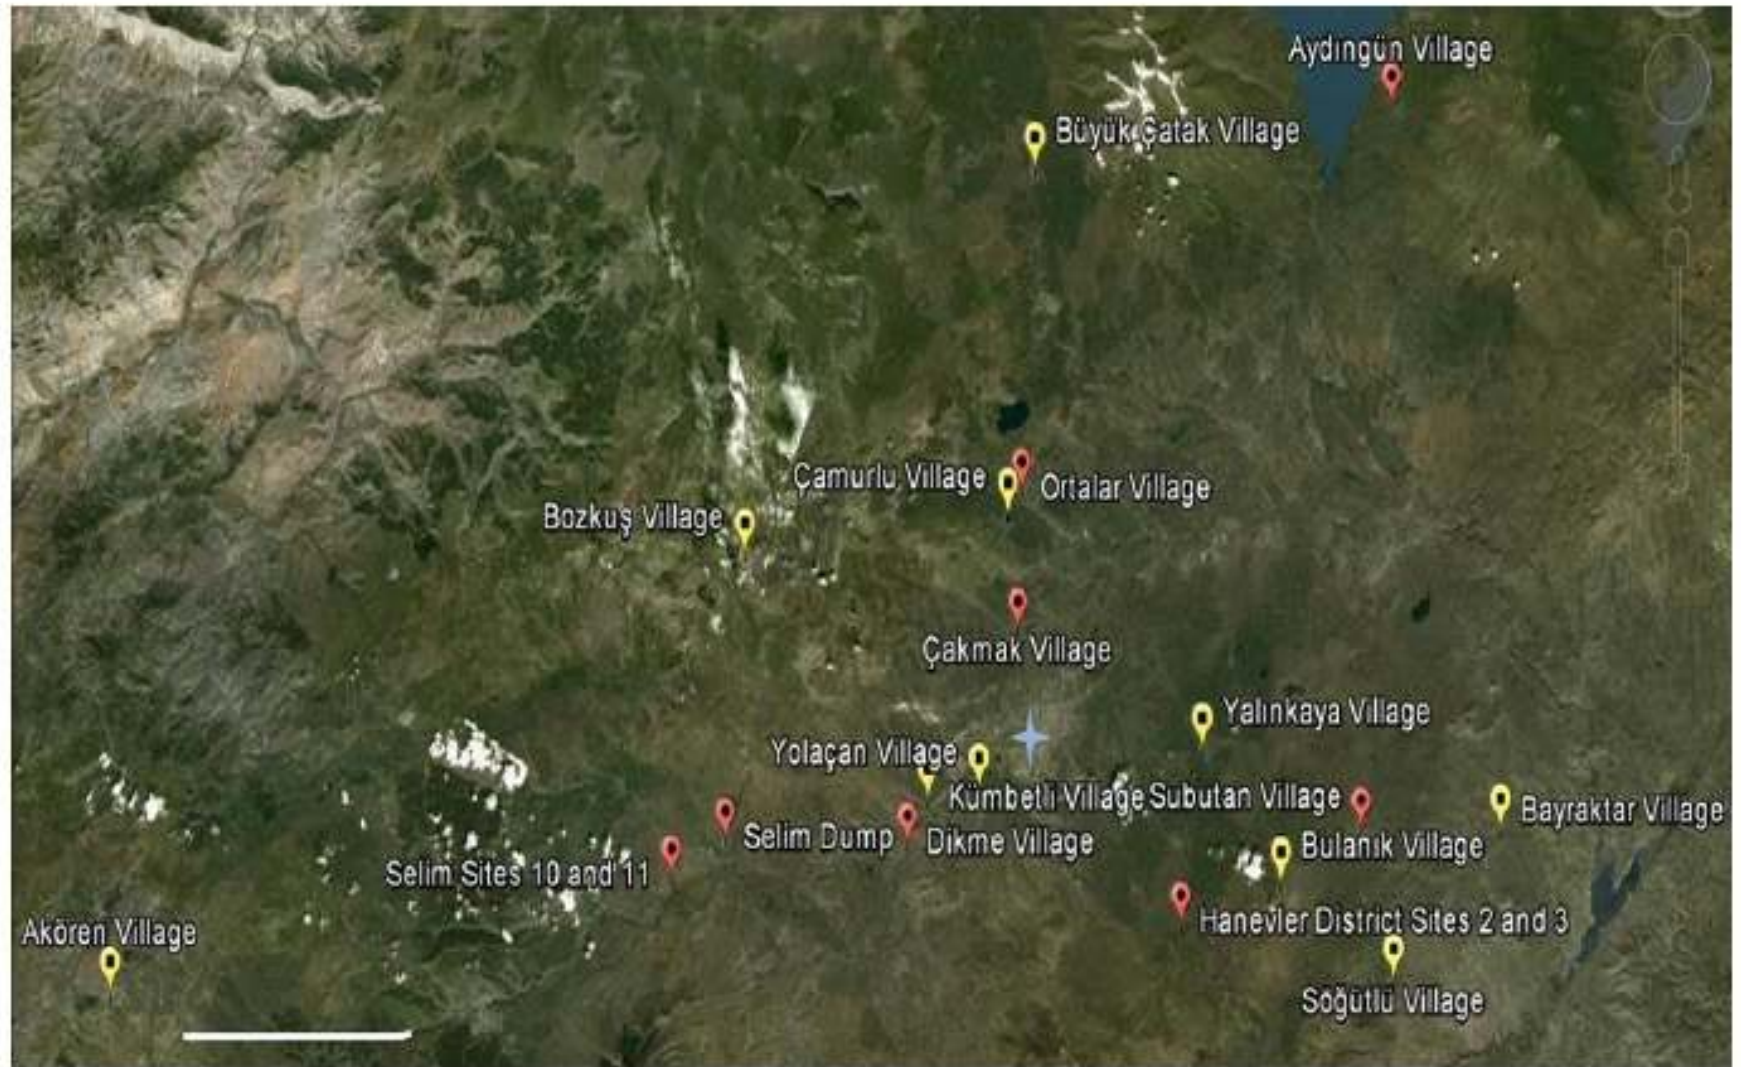 Aydıngün Village
Büyük Çatak Village
Çamurlu Village
Ortalar Village
Bozkuş Village
Çakmak Village
Yalınkaya Village
Yolaçan Village
Kümbetli Village
Subutan Village
Bayraktar Village
Selim Dump
Dikme Village
Bulanık Village
Selim Sites 10 and 11
Hanevler District Sites 2 and 3
Akören Village
Söğütlü Village